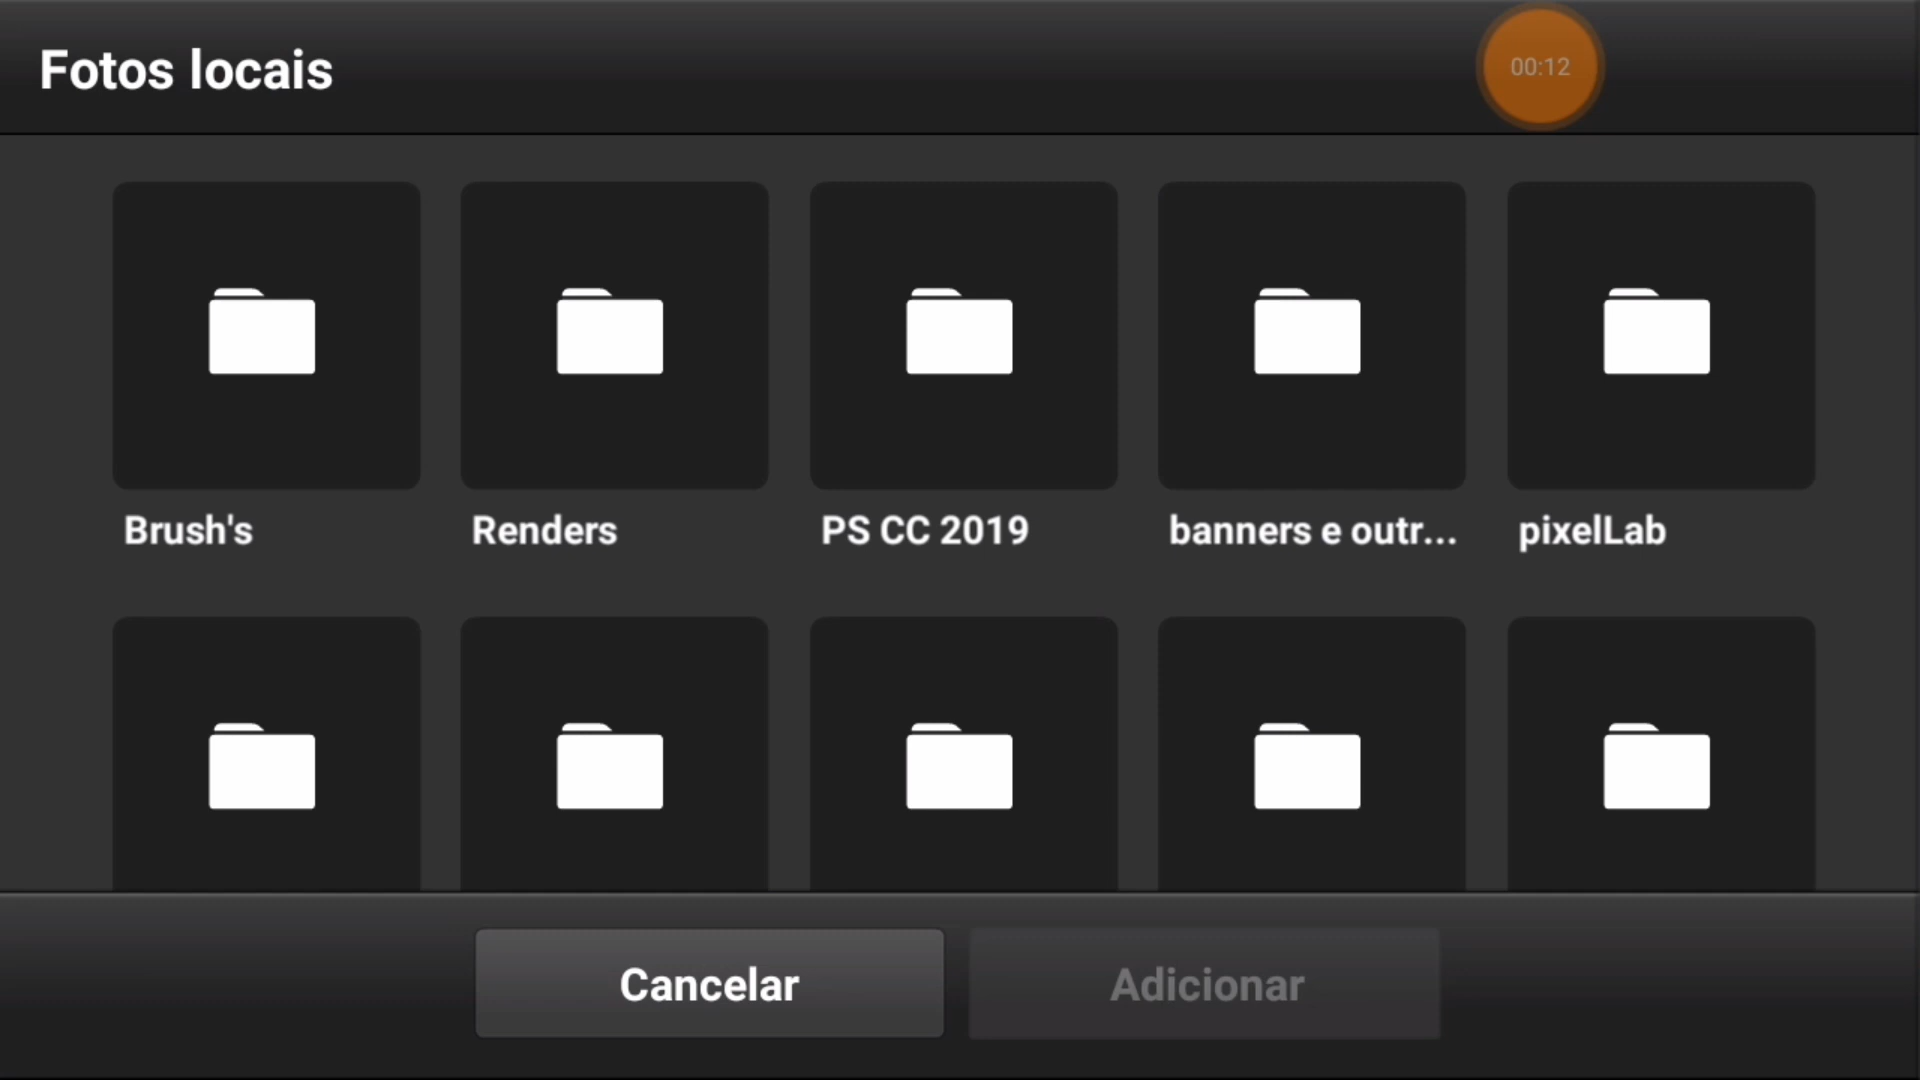 Fotos locais
00:12
Brush's
Renders
PS CC 2019
banners e outr...
pixelLab
Cancelar
Adicionar